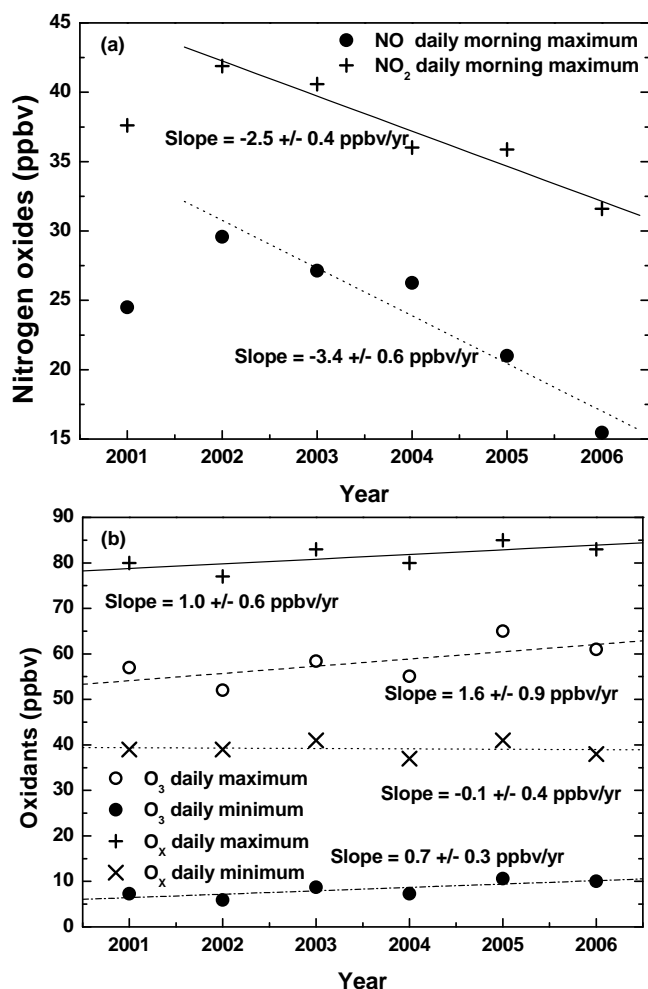 (a)
NO daily morning maximum
NO2 daily morning maximum
Slope = -2.5 +/- 0.4 ppbv/yr
Slope = -3.4 +/- 0.6 ppbv/yr
Nitrogen oxides (ppbv)
45
40
35
30
25
20
15
2001 2002 2003 2004 2005 2006
Year
(b)
Slope = 1.0 +/- 0.6 ppbv/yr
Slope = 1.6 +/- 0.9 ppbv/yr
O3 daily maximum
O3 daily minimum
OX daily maximum
OX daily minimum
Slope = -0.1 +/- 0.4 ppbv/yr
Slope = 0.7 +/- 0.3 ppbv/yr
Oxidants (ppbv)
90
80
70
60
50
40
30
20
10
0
2001 2002 2003 2004 2005 2006
Year